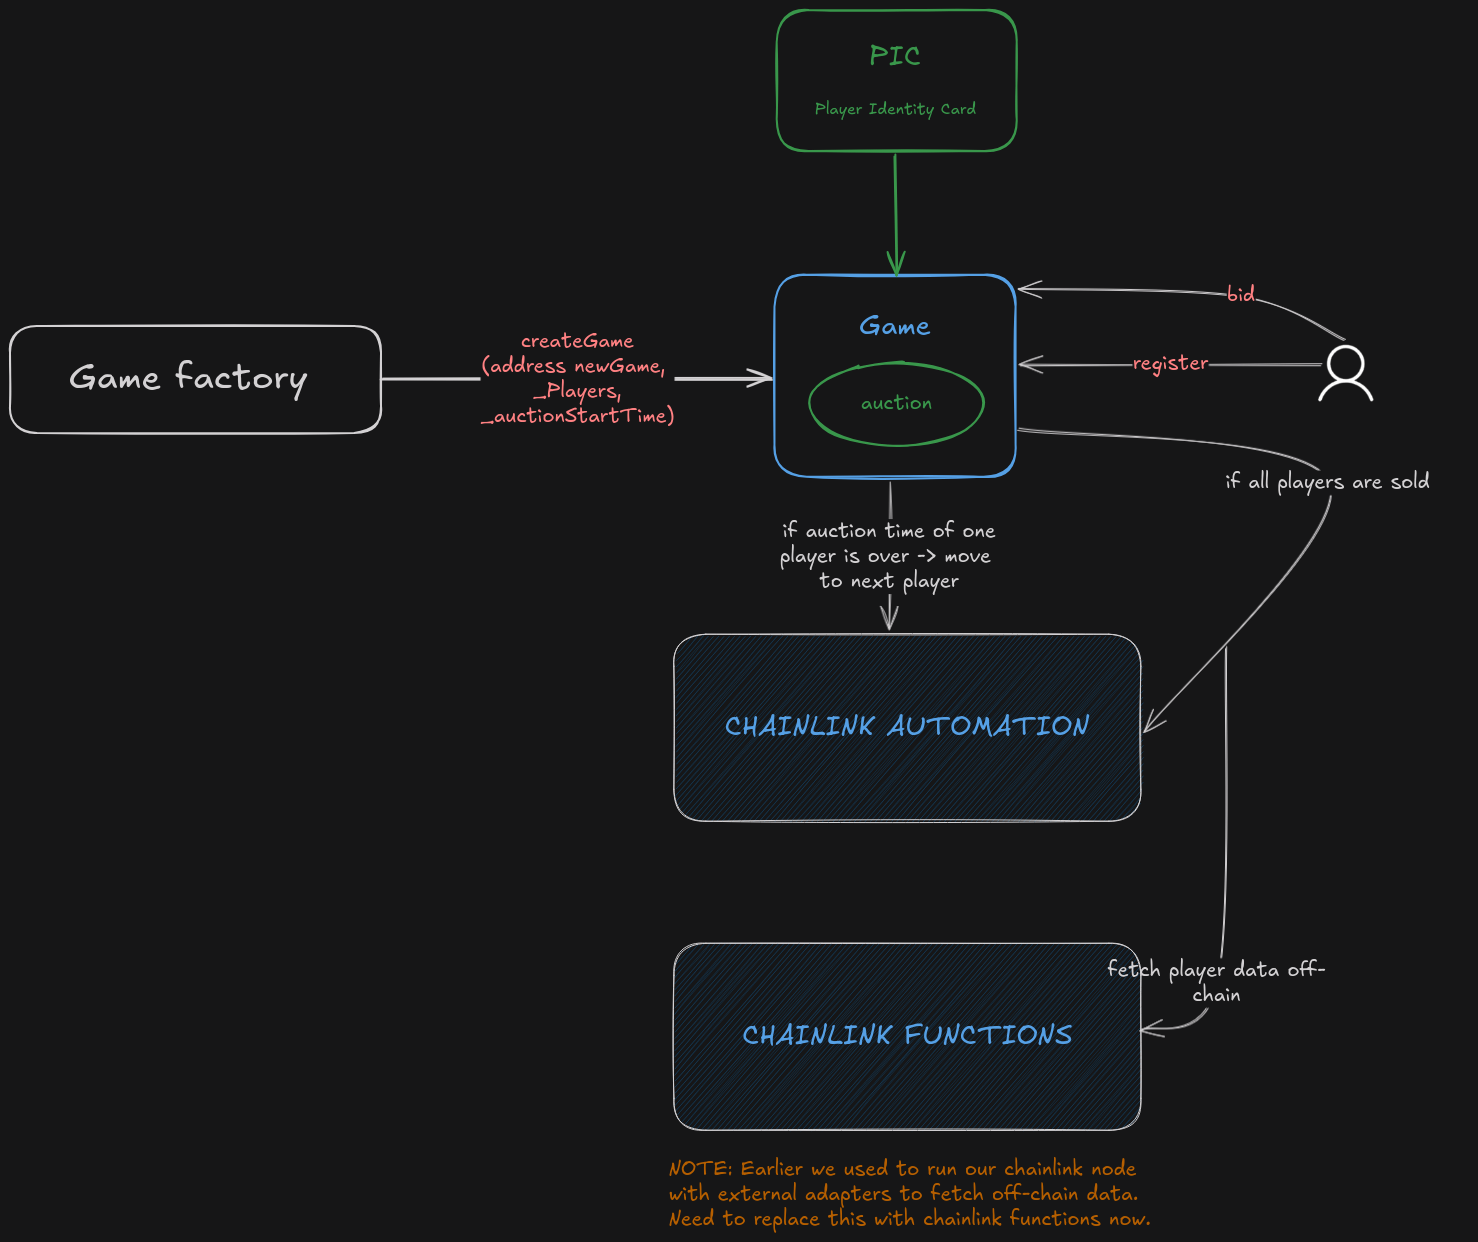 PIC
Player Identity Card
bid
Game
createGame
(address newGame,
_Players,
_auctionStartTime)
Game factory
register
auction
if all players are sold
if auction time of one
player is over -> move
to next player
CHAINLINK AUTOMATION
fetch player data off-
chain
CHAINLINK FUNCTIONS
NOTE: Earlier we used to run our chainlink node
with external adapters to fetch off-chain data.
Need to replace this with chainlink functions now.